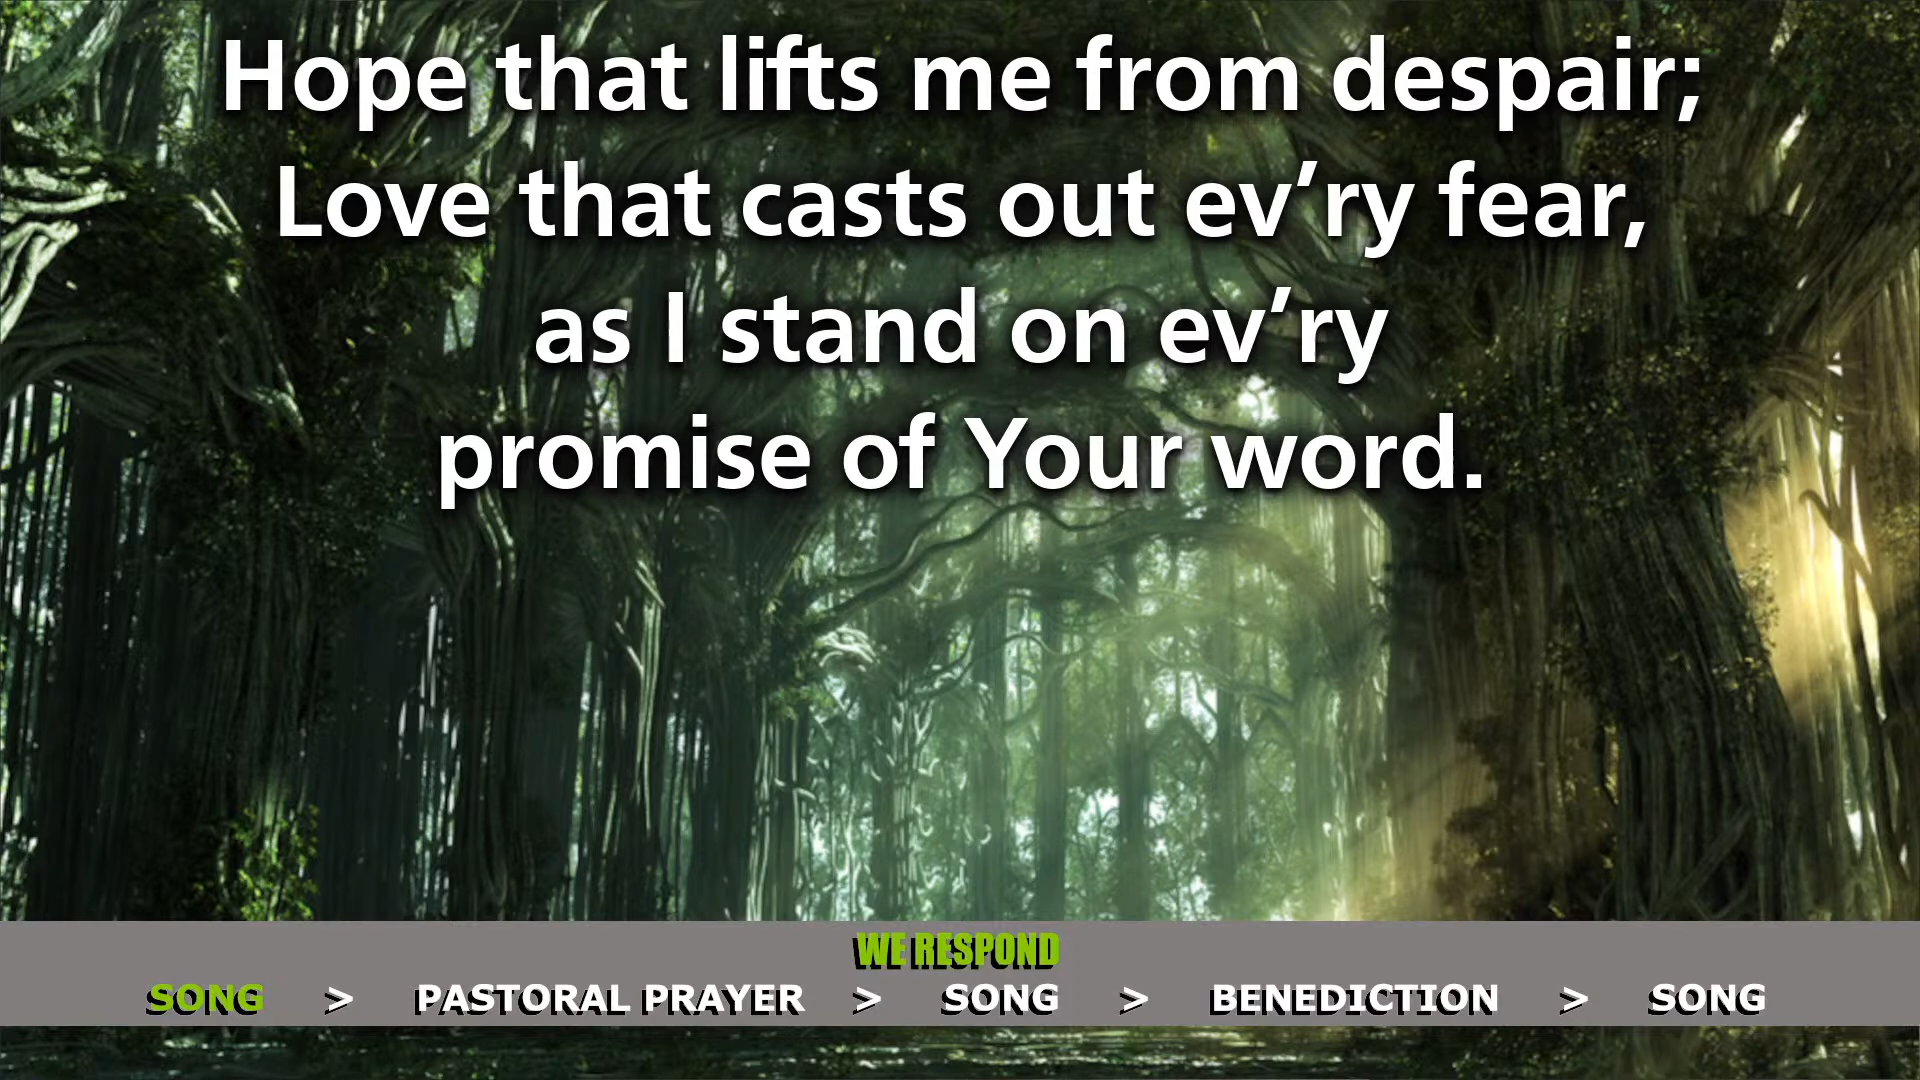 Hope that lifts me from despair;
Love that casts out ev’ry fear,
as I stand on ev’ry
promise of Your word.
WE RESPOND
SONG > PASTORAL PRAYER > SONG > BENEDICTION > SONG